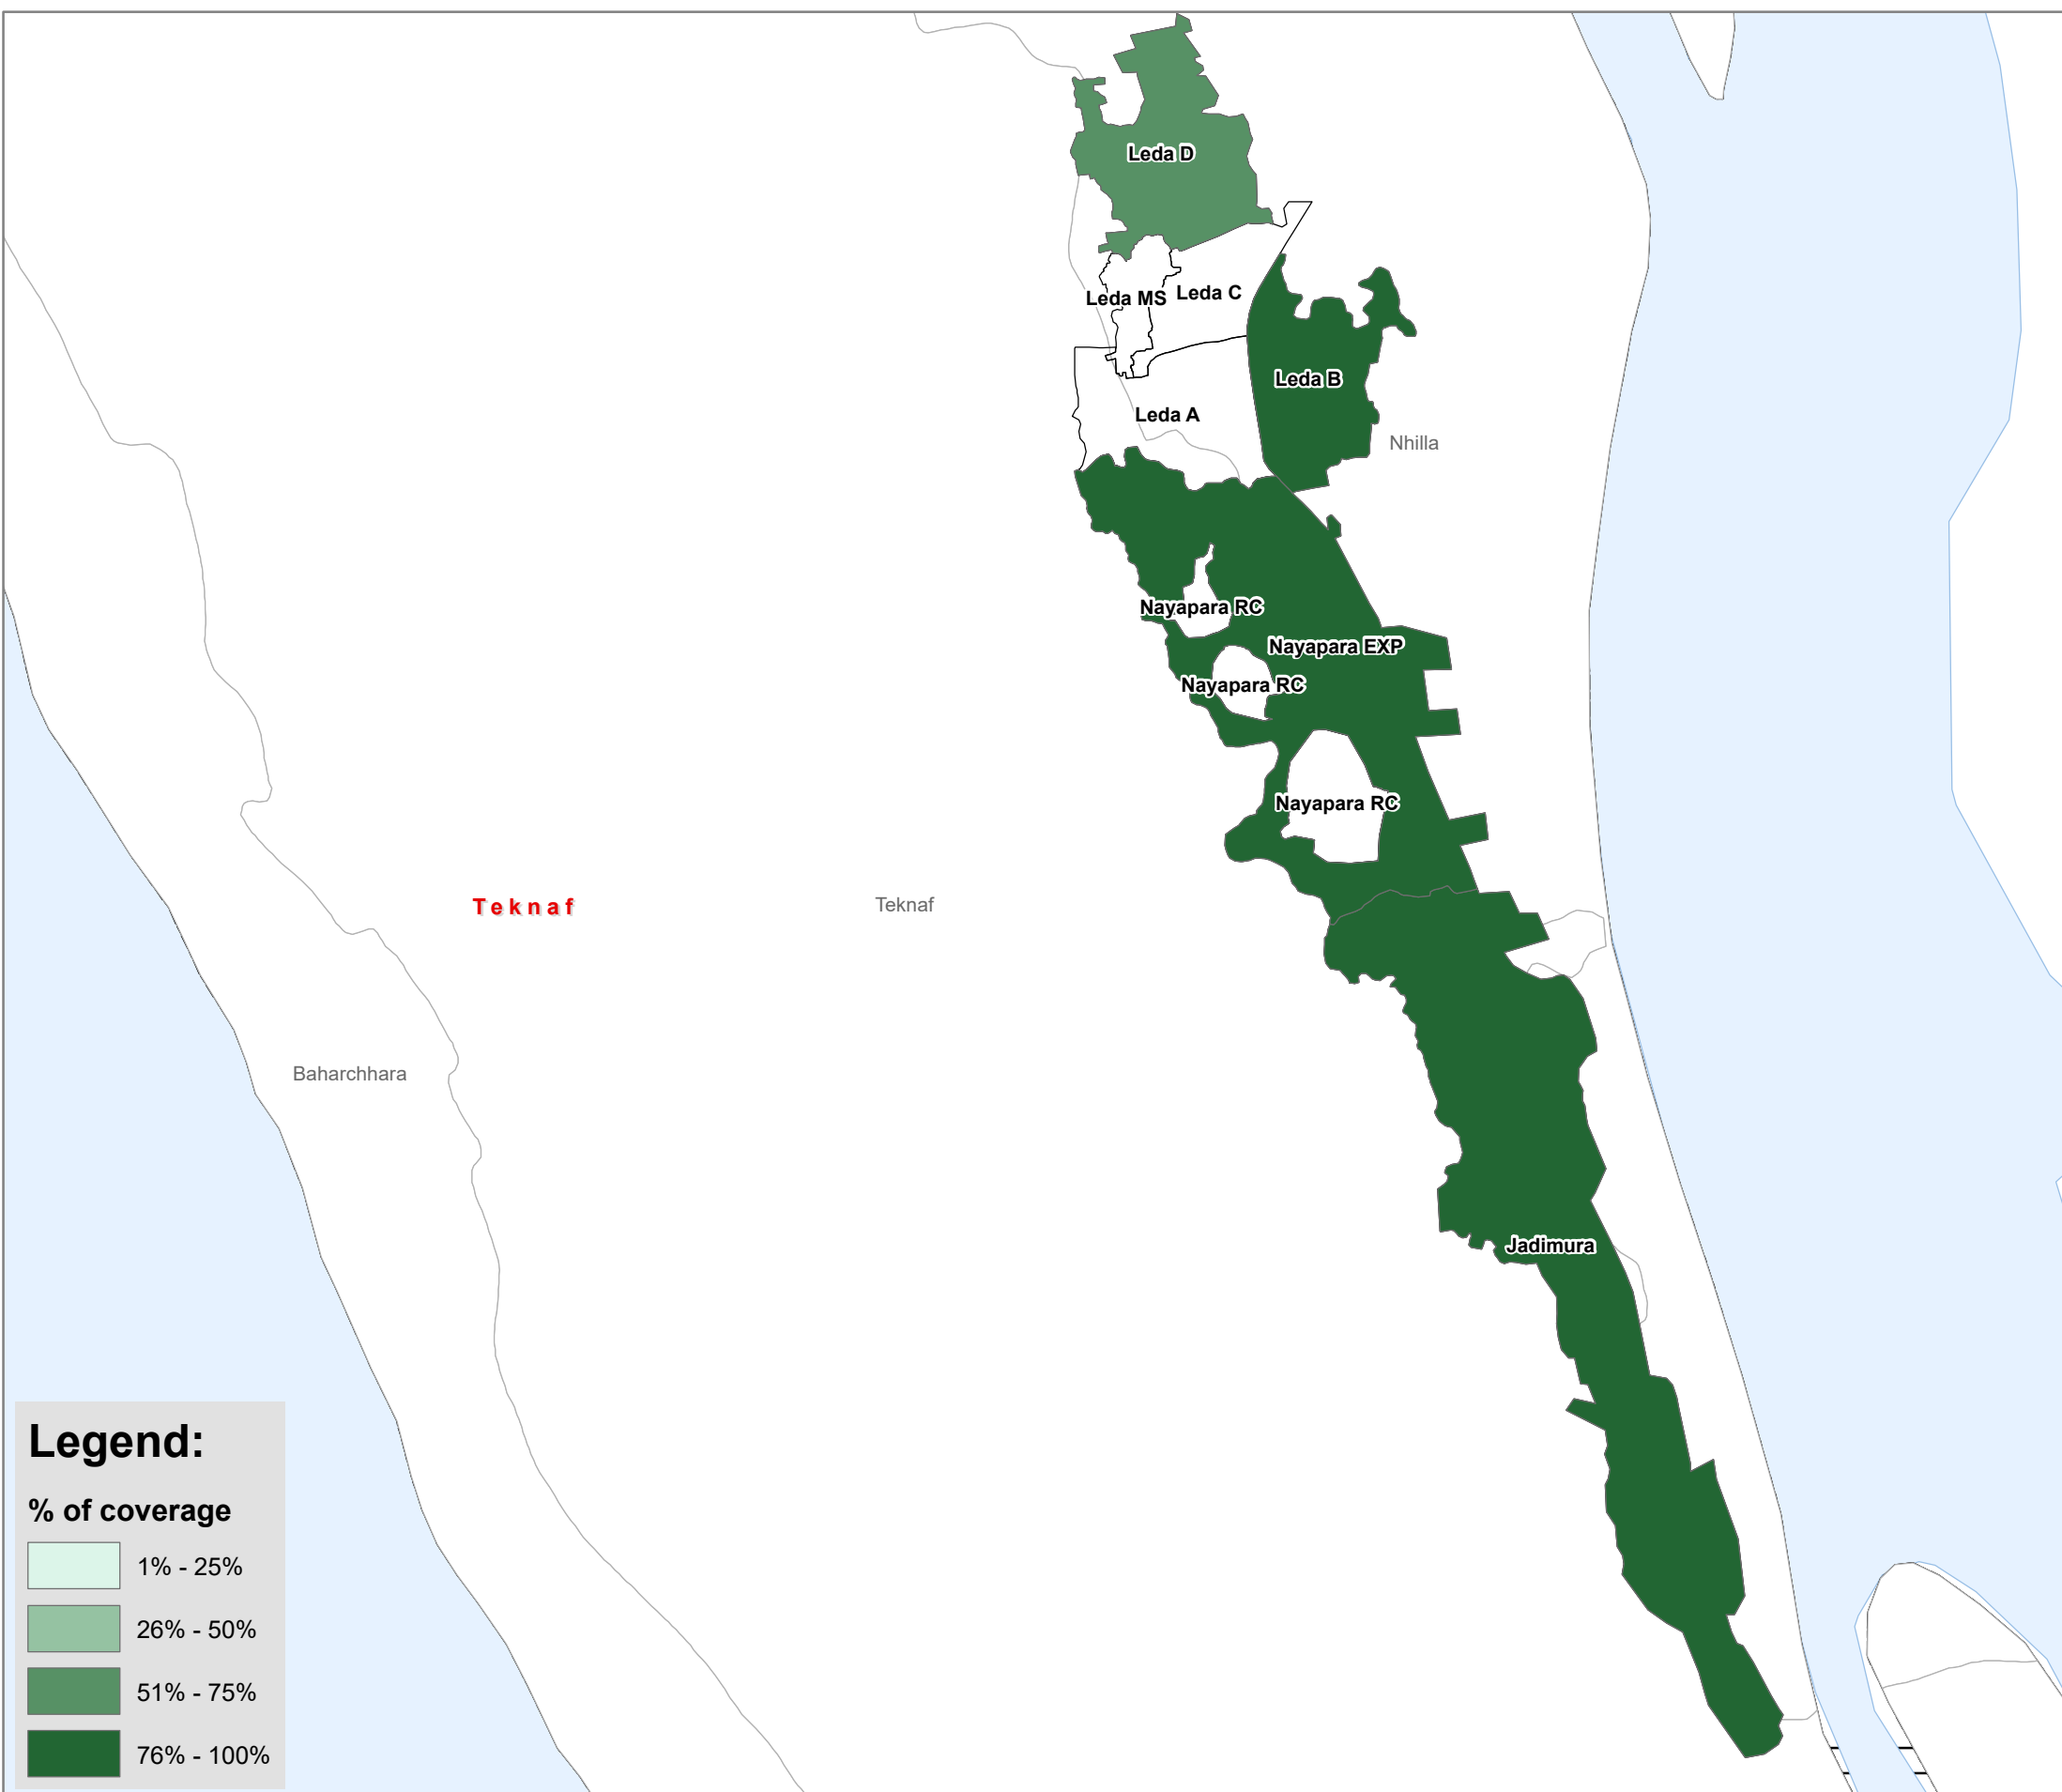 Leda D
Leda MS
Leda C
Leda B
Leda A
Nhilla
Nayapara RC
Nayapara EXP
Nayapara RC
Nayapara RC
Teknaf
Teknaf
Baharchhara
Jadimura
Legend:
% of coverage
1% - 25%
26% - 50%
51% - 75%
76% - 100%